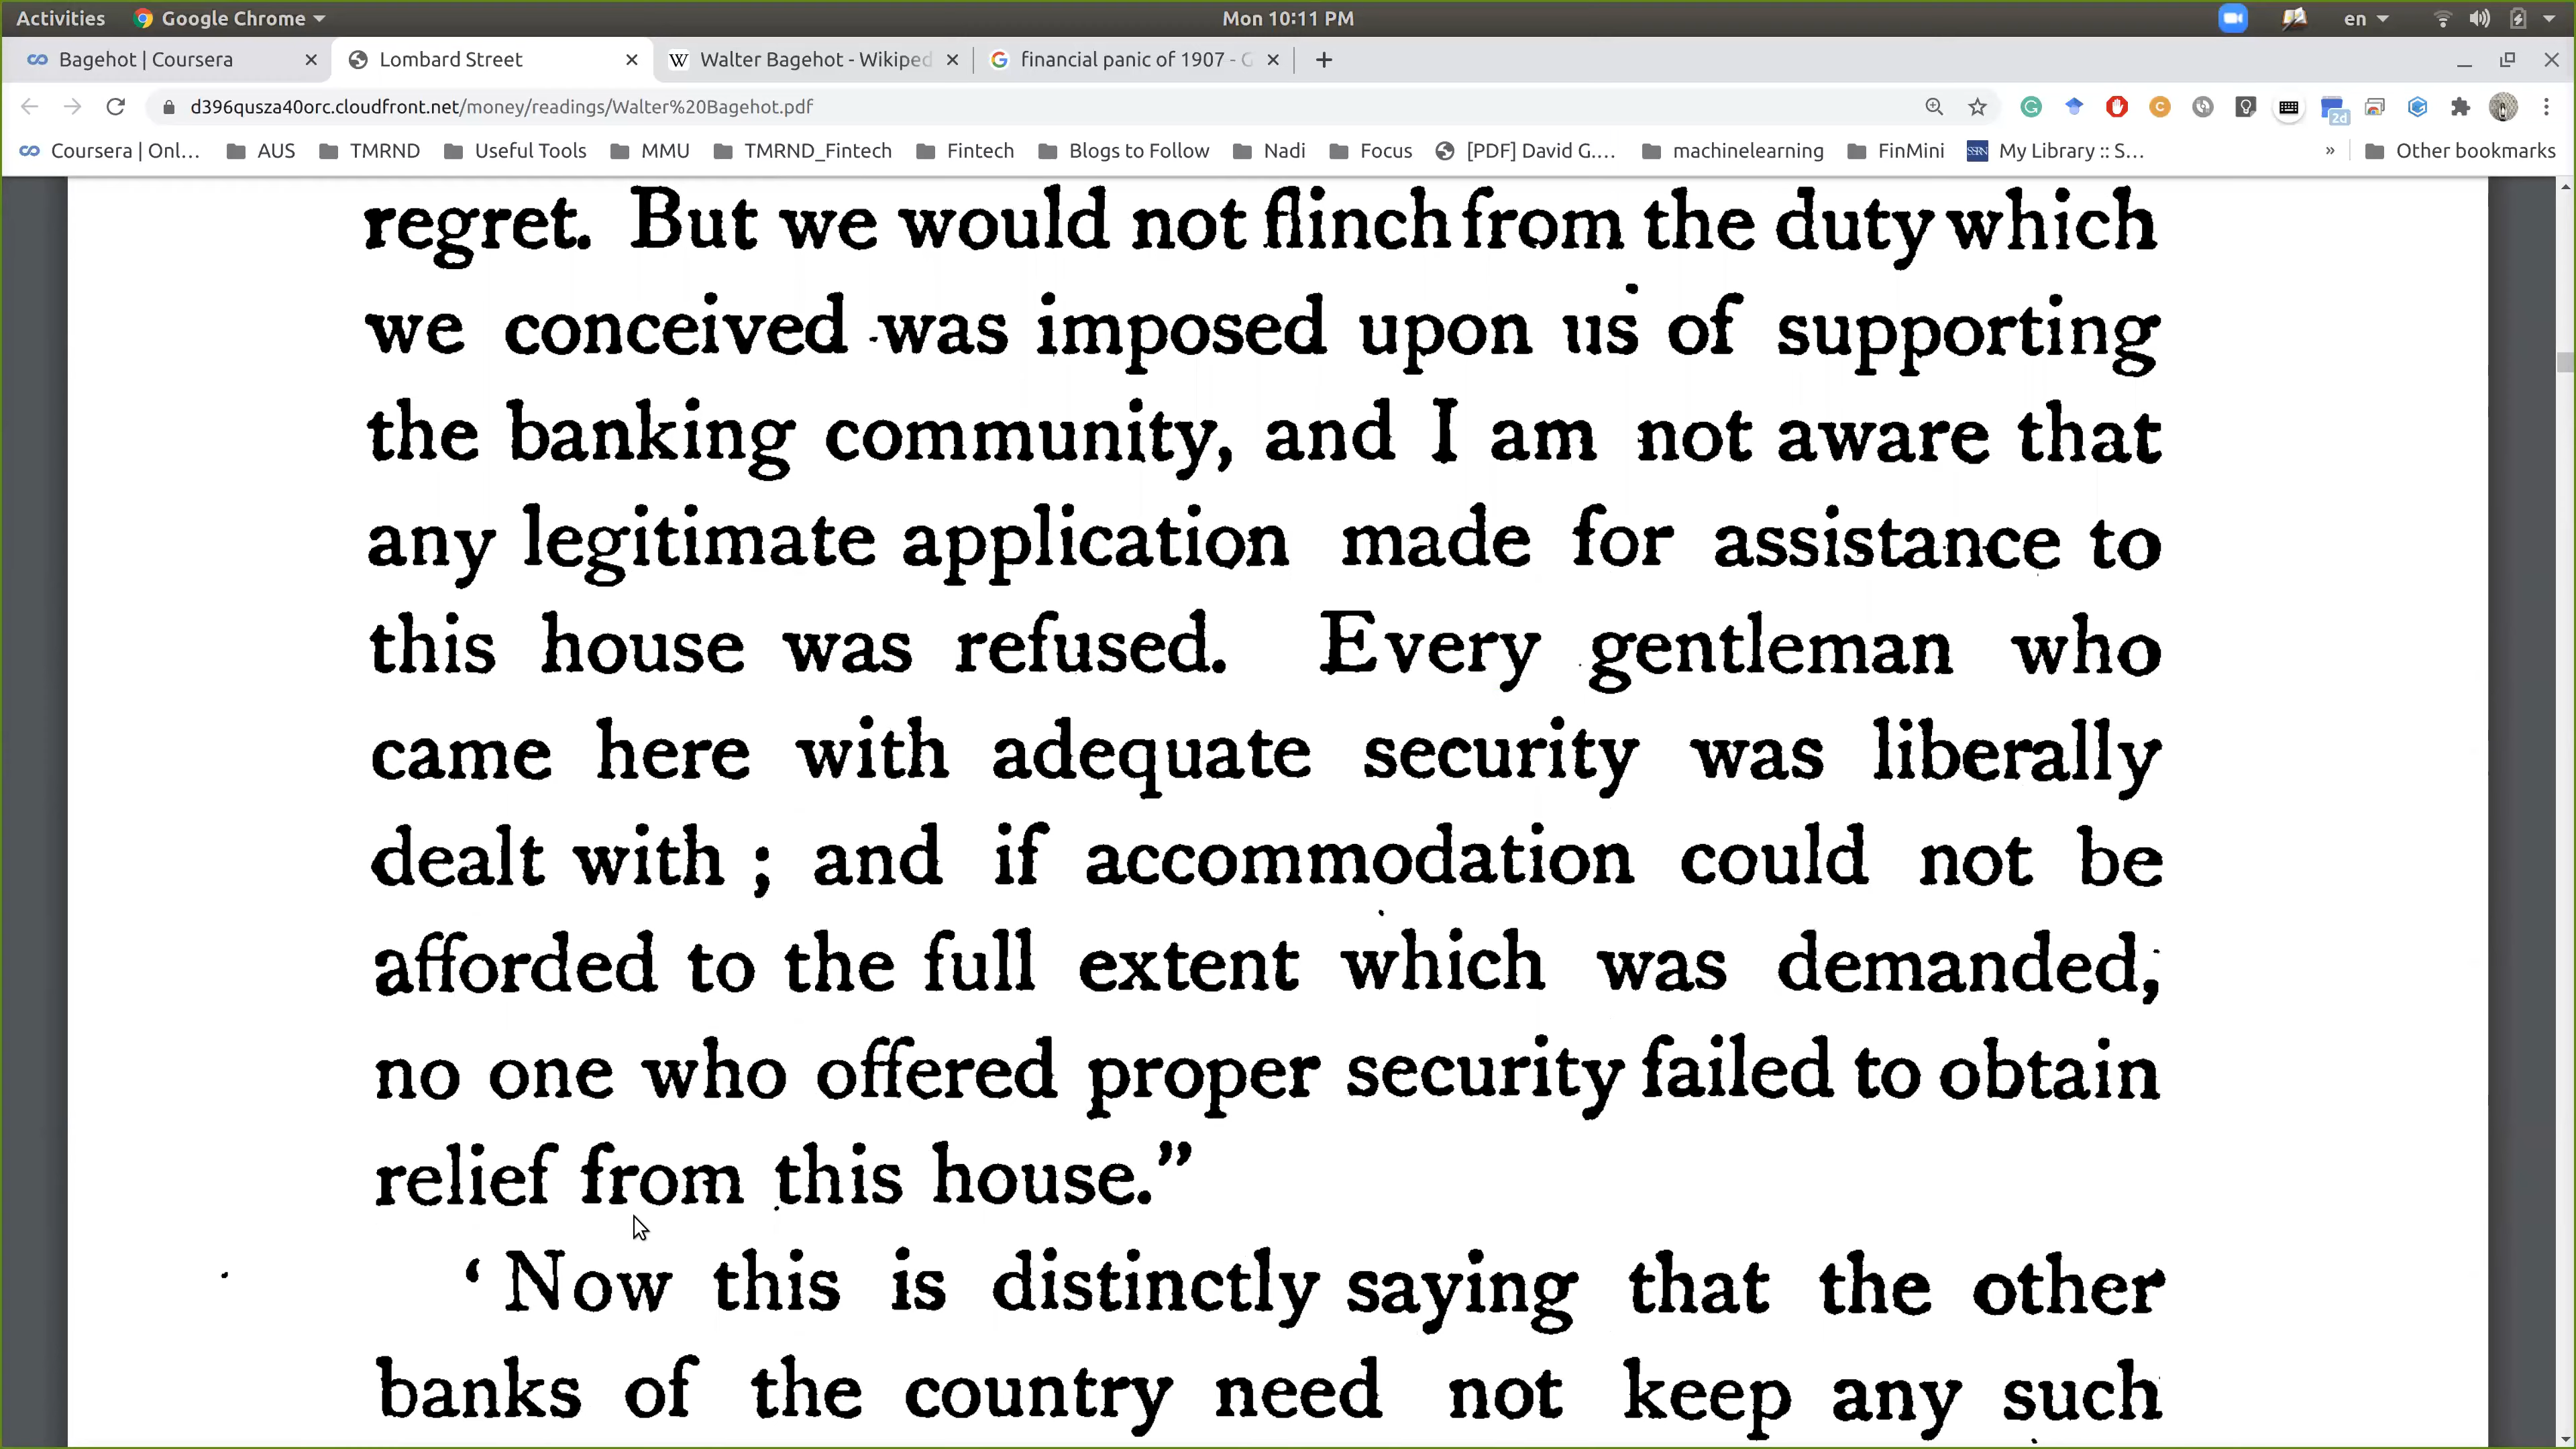 Activities Google Chrome Mon 10:11 PM en
Bagehot | Coursera Lombard Street Walter Bagehot - Wikiped financial panic of 1907 - G
d396qusza40orc.cloudfront.net/money/readings/Walter%20Bagehot.pdf 2d
Coursera | Onl... AUS TMRND Useful Tools MMU TMRND_Fintech Fintech Blogs to Follow Nadi Focus [PDF] David G.... machinelearning FinMini SSRN My Library :: S... » Other bookmarks
regret. But we would not flinch from the duty which
we conceived was imposed upon us of supporting
the banking community, and I am not aware that
any legitimate application made for assistance to
this house was refused. Every gentleman who
came here with adequate security was liberally
dealt with ; and if accommodation could not be
afforded to the full extent which was demanded,
no one who offered proper security failed to obtain
relief from this house.”
‘ Now this is distinctly saying that the other
banks of the country need not keep any such